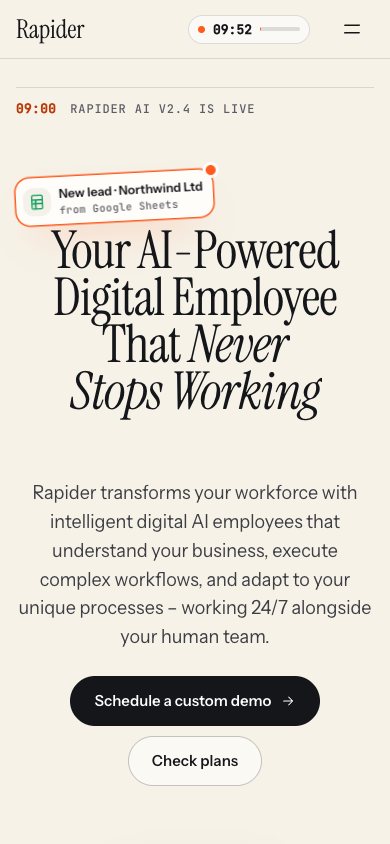 Rapider
09:52
09:00 RAPIDER AI V2.4 IS LIVE
New lead · Northwind Ltd
from Google Sheets
Your AI-Powered
Digital Employee
That Never
Stops Working
Rapider transforms your workforce with
intelligent digital AI employees that
understand your business, execute
complex workflows, and adapt to your
unique processes – working 24/7 alongside
your human team.
Schedule a custom demo →
Check plans